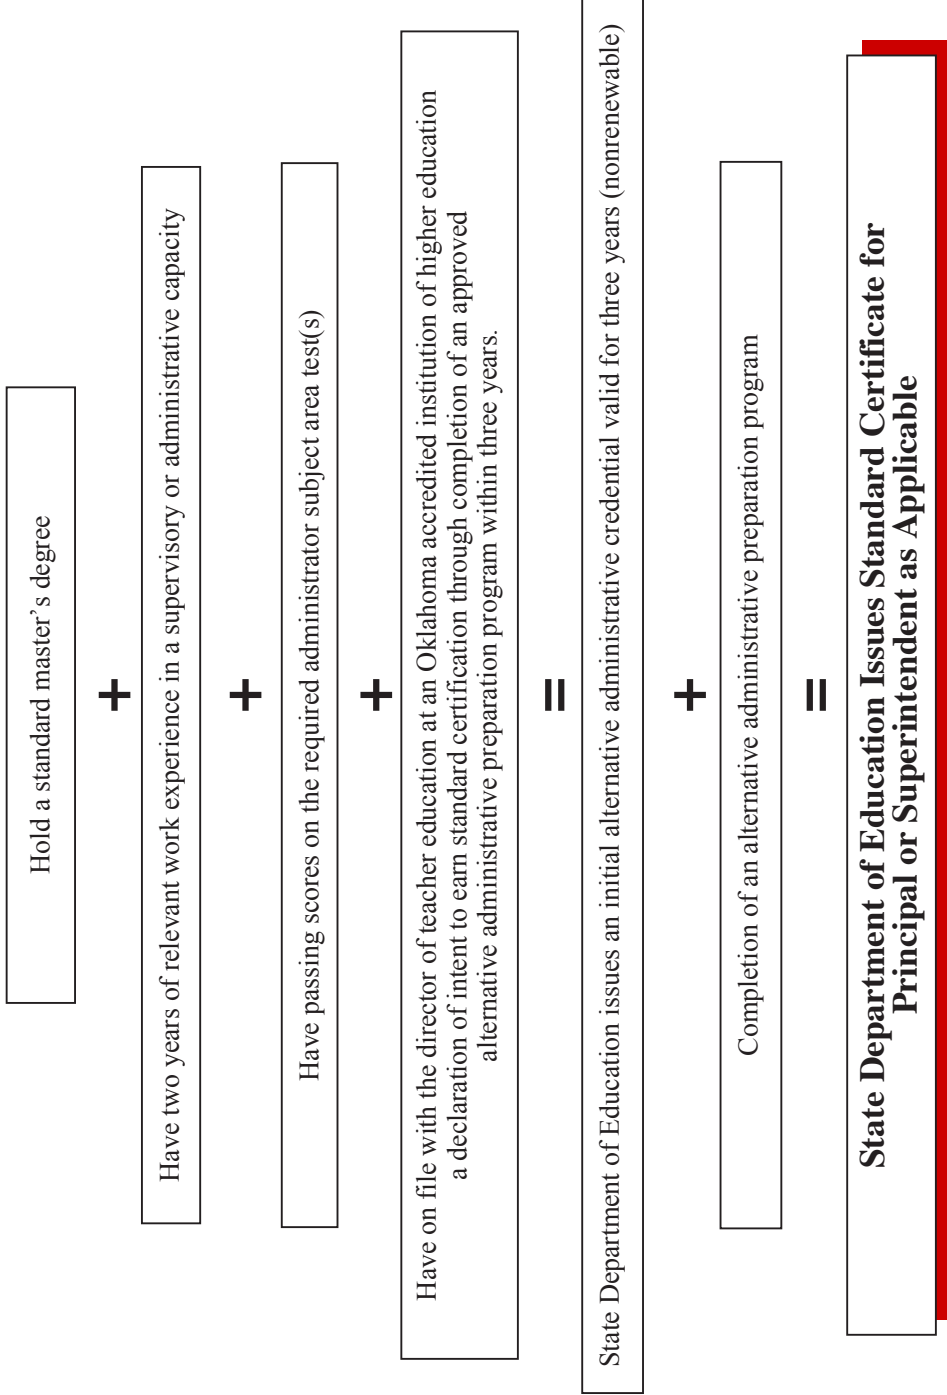 Hold a standard master's degree
+
Have two years of relevant work experience in a supervisory or administrative capacity
+
Have passing scores on the required administrator subject area test(s)
+
Have on file with the director of teacher education at an Oklahoma accredited institution of higher education
a declaration of intent to earn standard certification through completion of an approved
alternative administrative preparation program within three years.
=
State Department of Education issues an initial alternative administrative credential valid for three years (nonrenewable)
+
Completion of an alternative administrative preparation program
=
State Department of Education Issues Standard Certificate for
Principal or Superintendent as Applicable